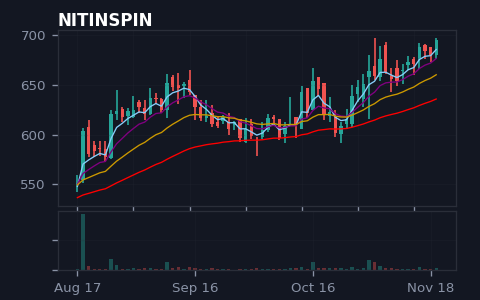 NITINSPIN
700
650
600
550
Aug 17
Sep 16
Oct 16
Nov 18